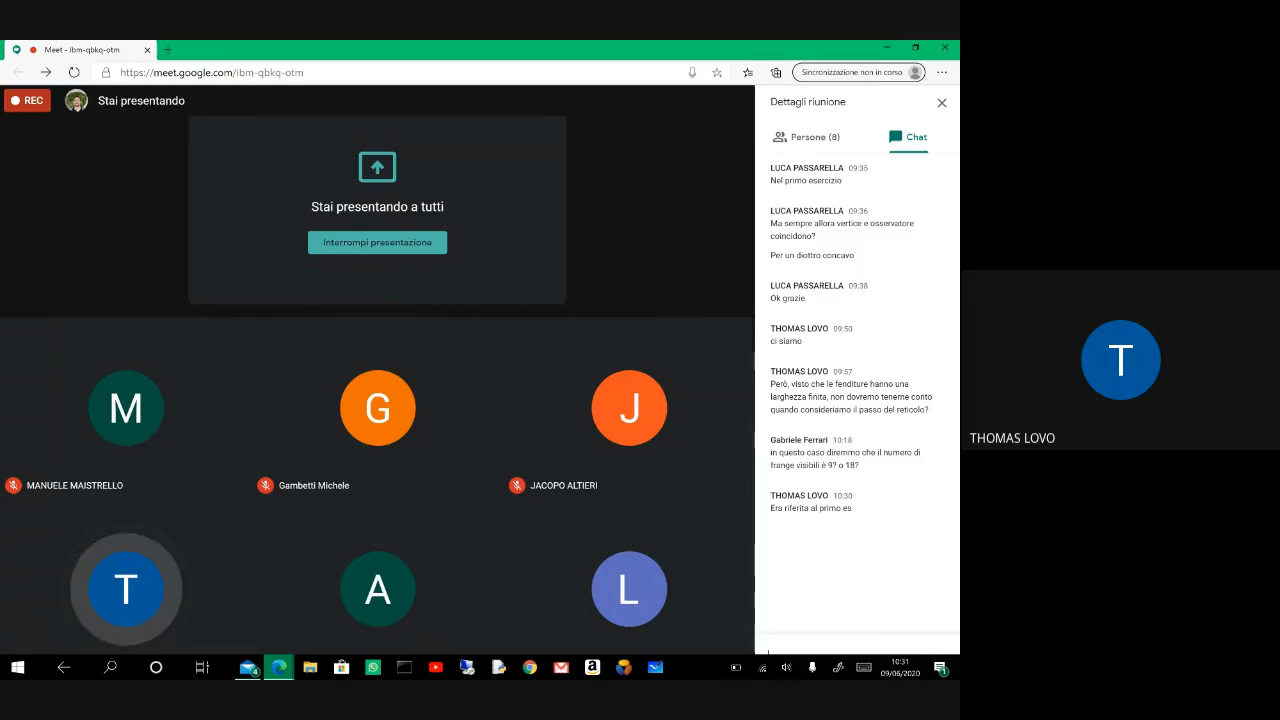 Meet - ibm-qbkq-otm
https://meet.google.com/ibm-qbkq-otm
Sincronizzazione non in corso
REC
Stai presentando
Stai presentando a tutti
Interrompi presentazione
M
MANUELE MAISTRELLO
G
Gambetti Michele
J
JACOPO ALTIERI
T
A
L
Dettagli riunione
Persone (8)
Chat
LUCA PASSARELLA 09:35
Nel primo esercizio
LUCA PASSARELLA 09:36
Ma sempre allora vertice e osservatore
coincidono?
Per un diottro concavo
LUCA PASSARELLA 09:38
Ok grazie
THOMAS LOVO 09:50
ci siamo
THOMAS LOVO 09:57
Però, visto che le fenditure hanno una
larghezza finita, non dovremo tenerne conto
quando consideriamo il passo del reticolo?
Gabriele Ferrari 10:18
in questo caso diremmo che il numero di
frange visibili è 9? o 18?
THOMAS LOVO 10:30
Era riferita al primo es
T
THOMAS LOVO
4
a
10:31
09/06/2020
1